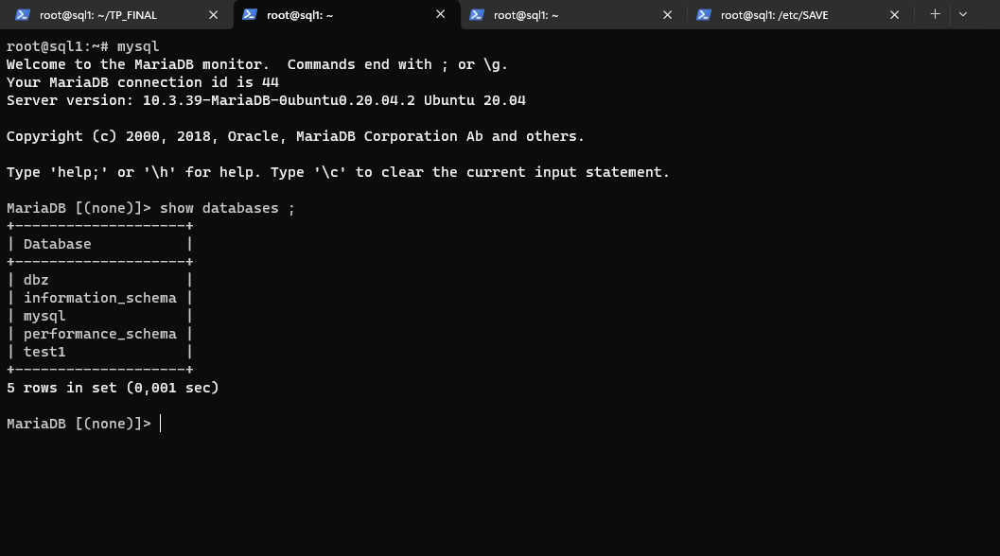 root@sql1: ~/TP_FINAL
root@sql1: ~
root@sql1: ~
root@sql1: /etc/SAVE
root@sql1:~# mysql
Welcome to the MariaDB monitor.  Commands end with ; or \g.
Your MariaDB connection id is 44
Server version: 10.3.39-MariaDB-0ubuntu0.20.04.2 Ubuntu 20.04
Copyright (c) 2000, 2018, Oracle, MariaDB Corporation Ab and others.
Type 'help;' or '\h' for help. Type '\c' to clear the current input statement.
MariaDB [(none)]> show databases ;
+--------------------+
| Database           |
+--------------------+
| dbz                |
| information_schema |
| mysql              |
| performance_schema |
| test1              |
+--------------------+
5 rows in set (0,001 sec)
MariaDB [(none)]>